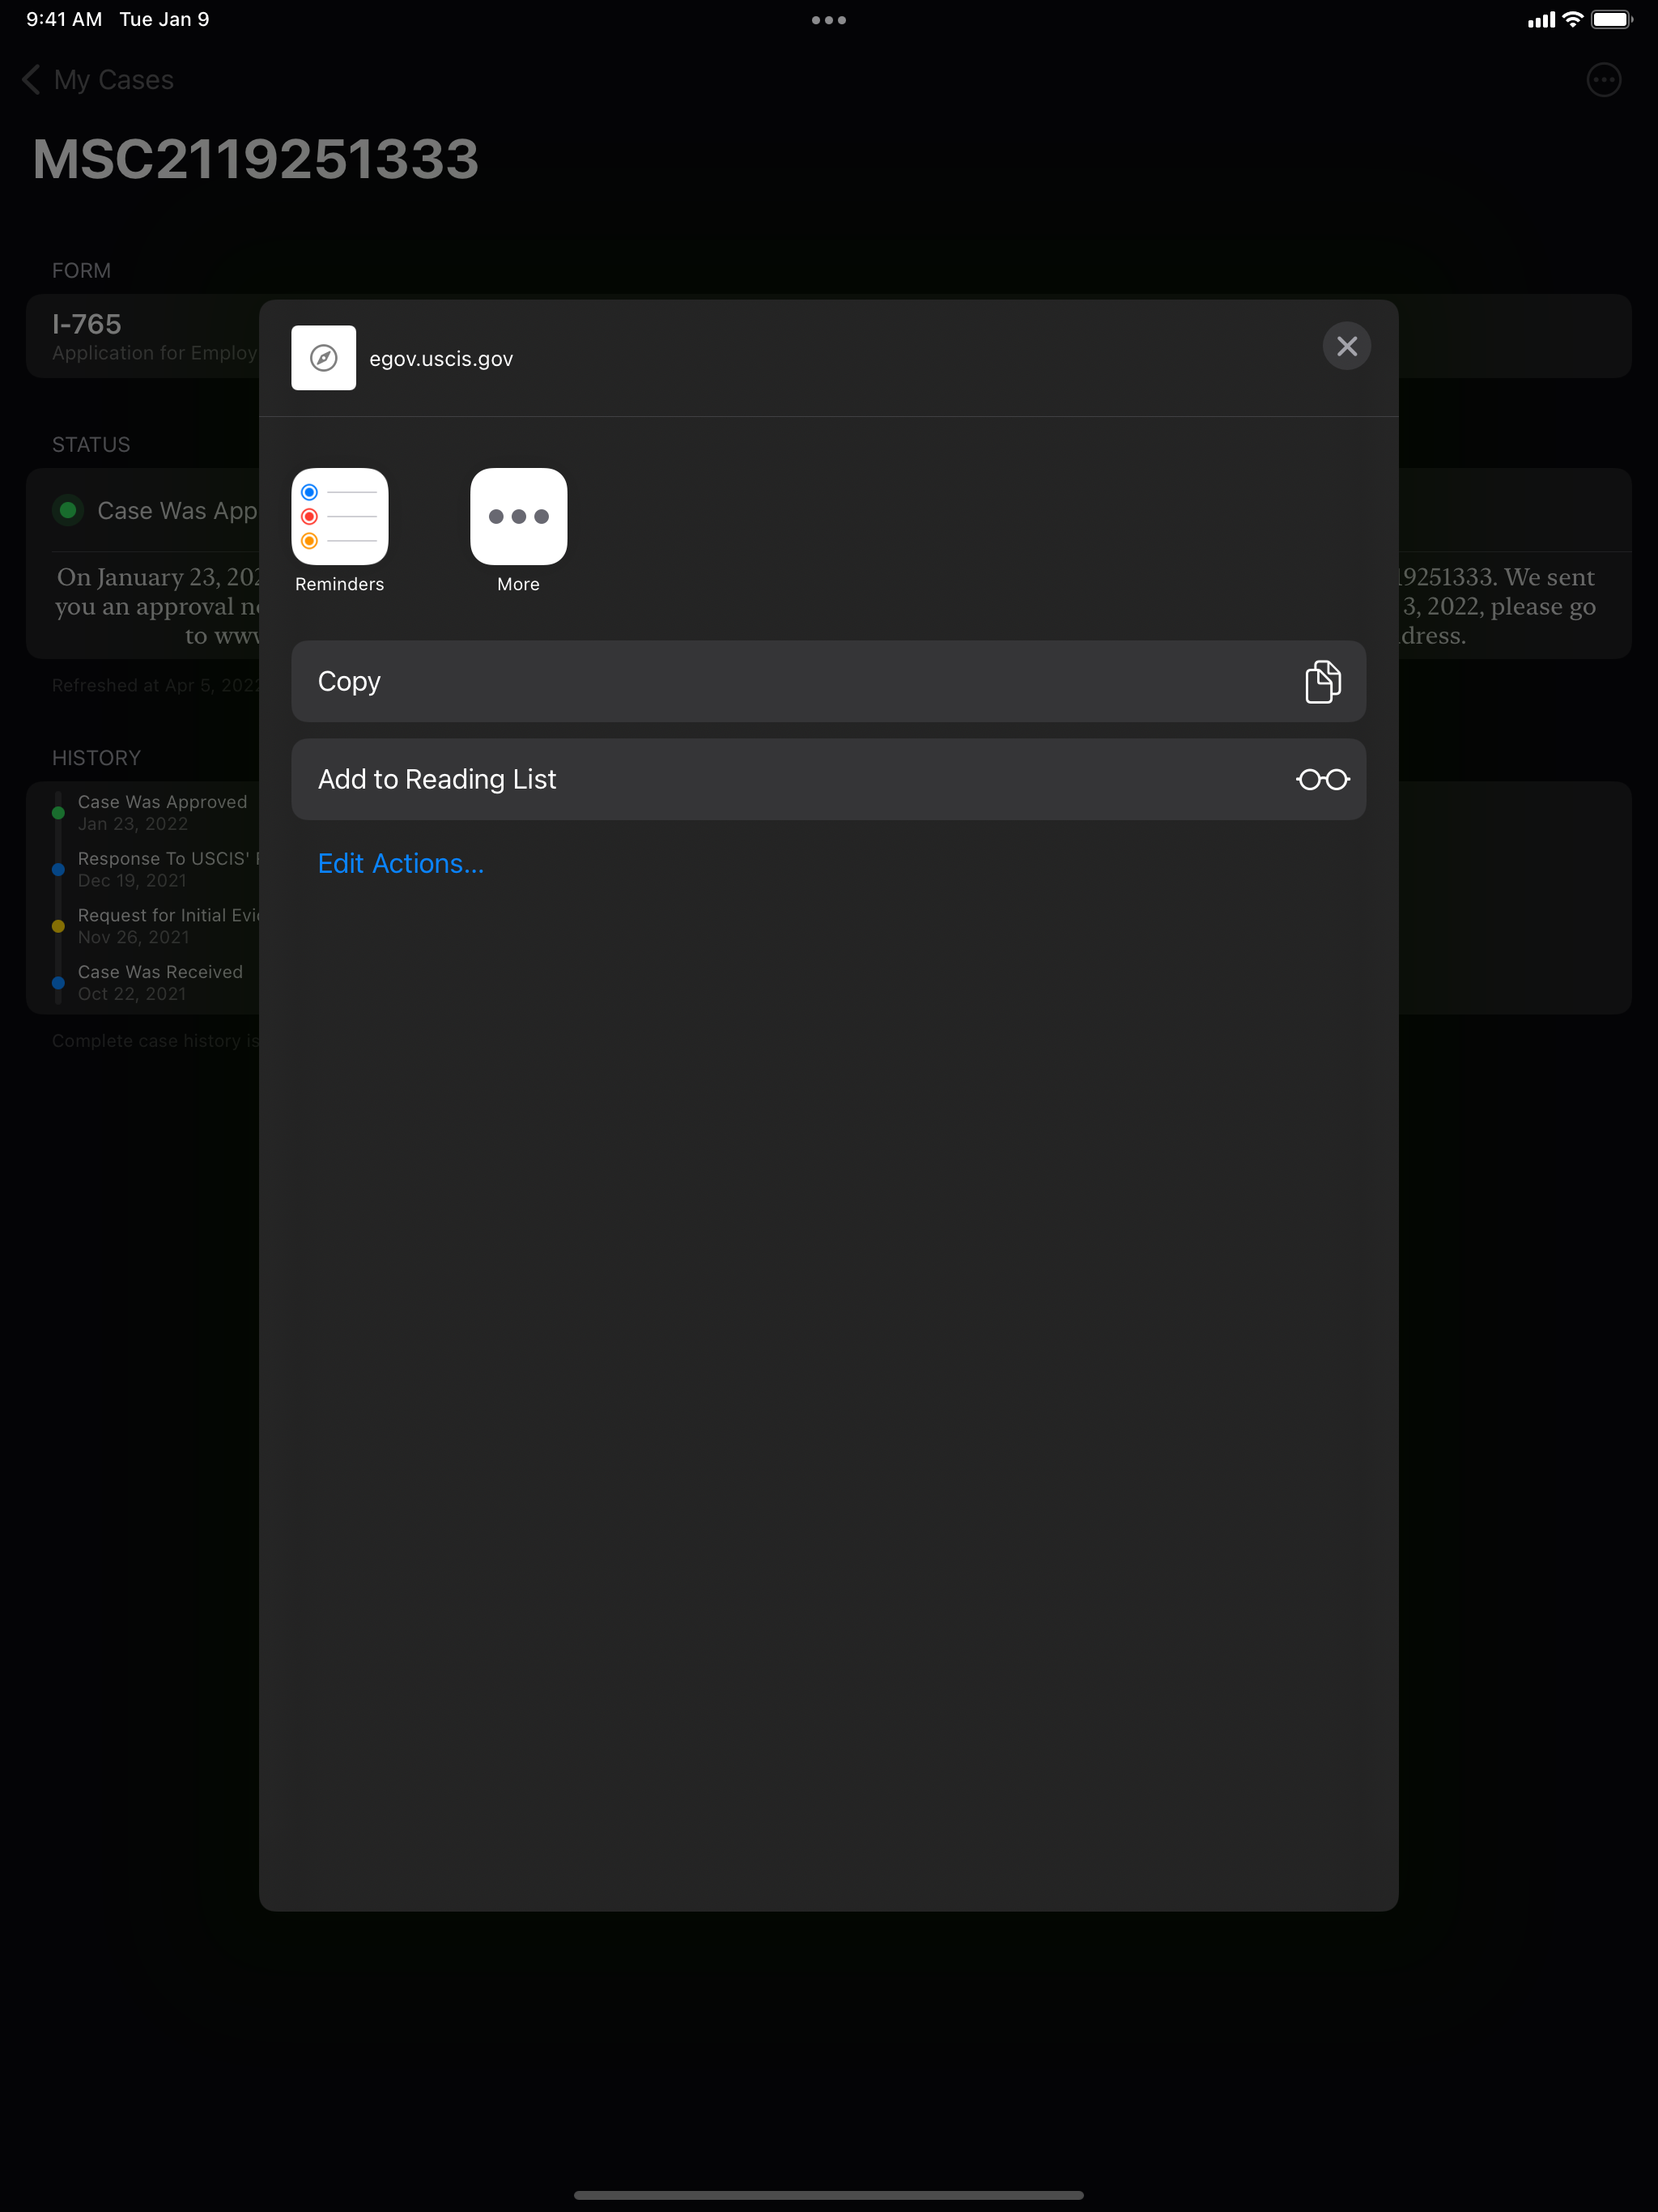 9:41 AM Tue Jan 9
My Cases
MSC2119251333
FORM
I-765
Application for Employ
egov.uscis.gov
STATUS
Case Was App
Reminders
More
On January 23, 202
19251333. We sent
you an approval n
3, 2022, please go
to www
dress.
Copy
Refreshed at Apr 5, 2022
HISTORY
Add to Reading List
Case Was Approved
Jan 23, 2022
Response To USCIS'
Dec 19, 2021
Edit Actions...
Request for Initial Evi
Nov 26, 2021
Case Was Received
Oct 22, 2021
Complete case history is